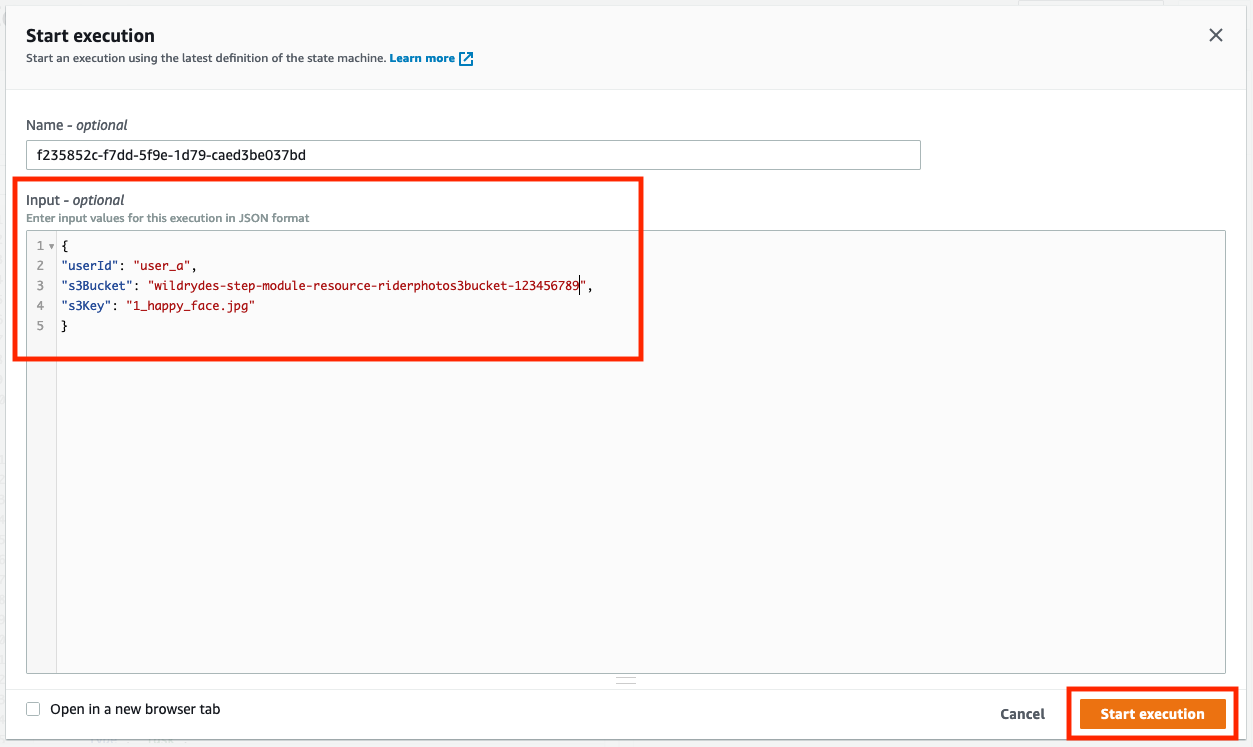 Start execution
Start an execution using the latest definition of the state machine. Learn more
Name - optional
f235852c-f7dd-5f9e-1d79-caed3be037bd
Input - optional
Enter input values for this execution in JSON format
1 {
2 "userId": "user_a",
3 "s3Bucket": "wildrydes-step-module-resource-riderphotos3bucket-123456789",
4 "s3Key": "1_happy_face.jpg"
5 }
Open in a new browser tab
Cancel
Start execution